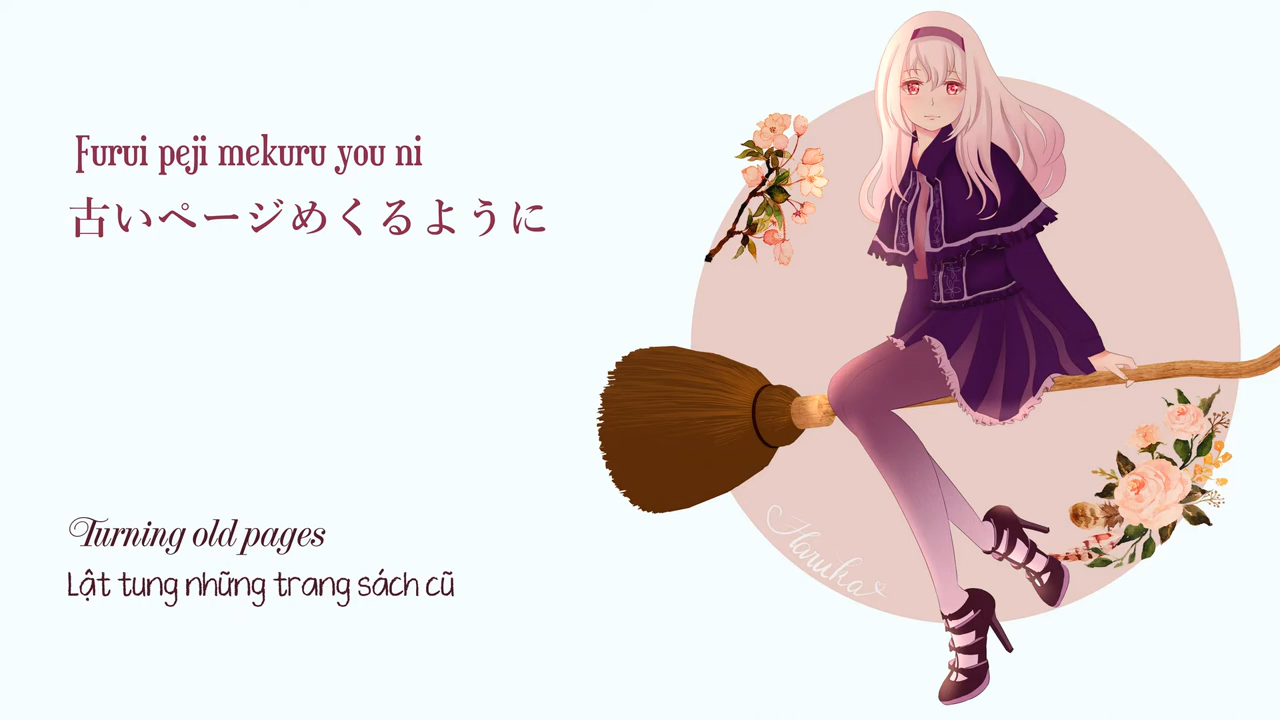 Furui peji mekuru you ni
古いページめくるように
Turning old pages
Lật tung những trang sách cũ
Haruka